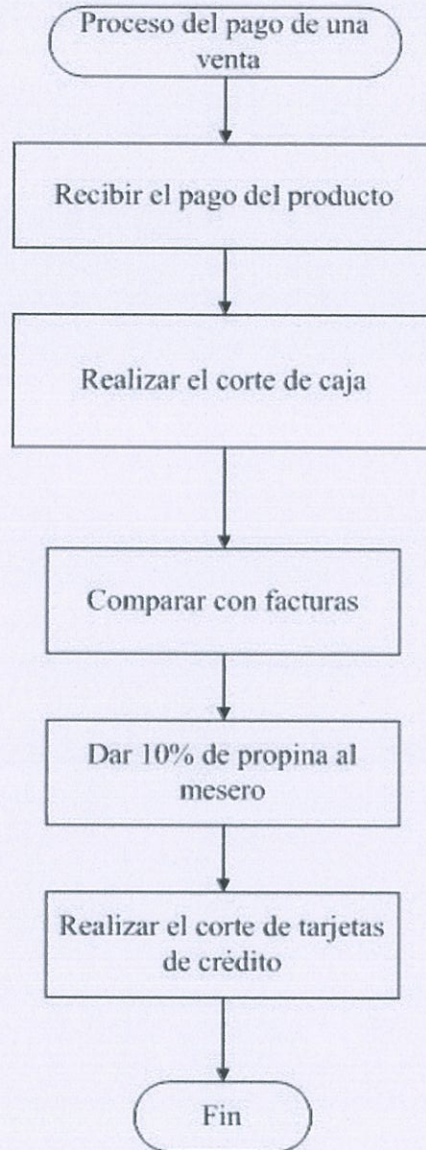 Proceso del pago de una
venta
Recibir el pago del producto
Realizar el corte de caja
Comparar con facturas
Dar 10% de propina al
mesero
Realizar el corte de tarjetas
de crédito
Fin